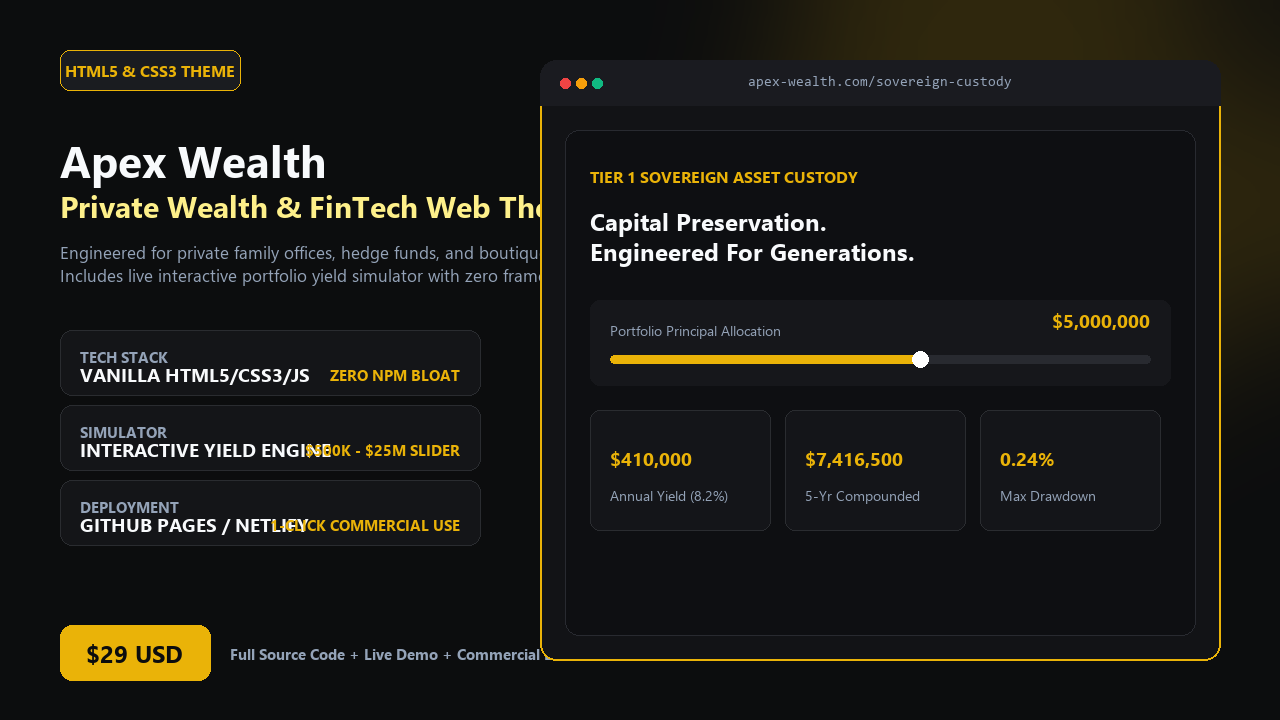 HTML5 & CSS3 THEME
Apex Wealth
Private Wealth & FinTech Web
Engineered for private family offices, hedge funds, and
Includes live interactive portfolio yield simulator with zero
TECH STACK
VANILLA HTML5/CSS3/JS ZERO NPM BLOAT
SIMULATOR
INTERACTIVE YIELD ENGINE - $25M SLIDER
DEPLOYMENT
GITHUB PAGES / NETLIFY 1-CLICK COMMERCIAL USE
$29 USD
Full Source Code + Live Demo + Commercial
apex-wealth.com/sovereign-custody
TIER 1 SOVEREIGN ASSET CUSTODY
Capital Preservation.
Engineered For Generations.
Portfolio Principal Allocation
$5,000,000
$410,000
Annual Yield (8.2%)
$7,416,500
5-Yr Compounded
0.24%
Max Drawdown